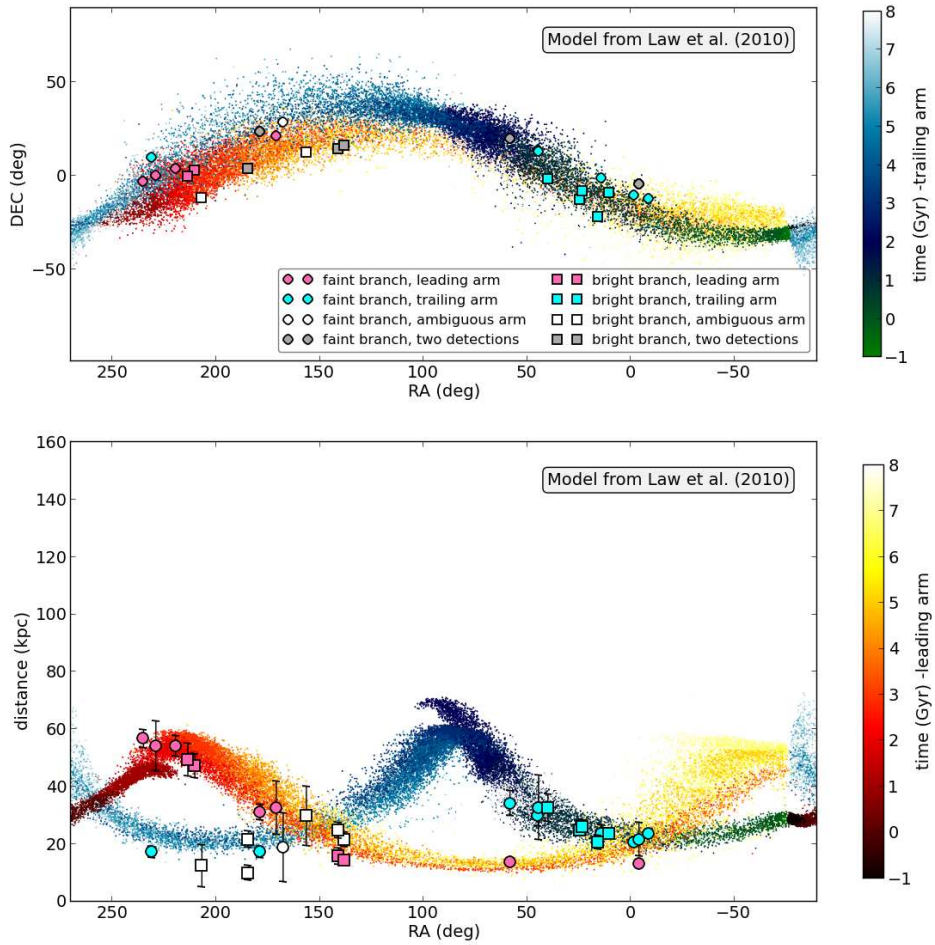 Model from Law et al. (2010)
50
0
−50
DEC (deg)
faint branch, leading arm
faint branch, trailing arm
faint branch, ambiguous arm
faint branch, two detections
bright branch, leading arm
bright branch, trailing arm
bright branch, ambiguous arm
bright branch, two detections
250 200 150 100 50 0 −50
RA (deg)
8
7
6
5
4
3
2
1
0
−1
time (Gyr) -trailing arm
Model from Law et al. (2010)
160
140
120
100
80
60
40
20
0
distance (kpc)
250 200 150 100 50 0 −50
RA (deg)
8
7
6
5
4
3
2
1
0
−1
time (Gyr) -leading arm